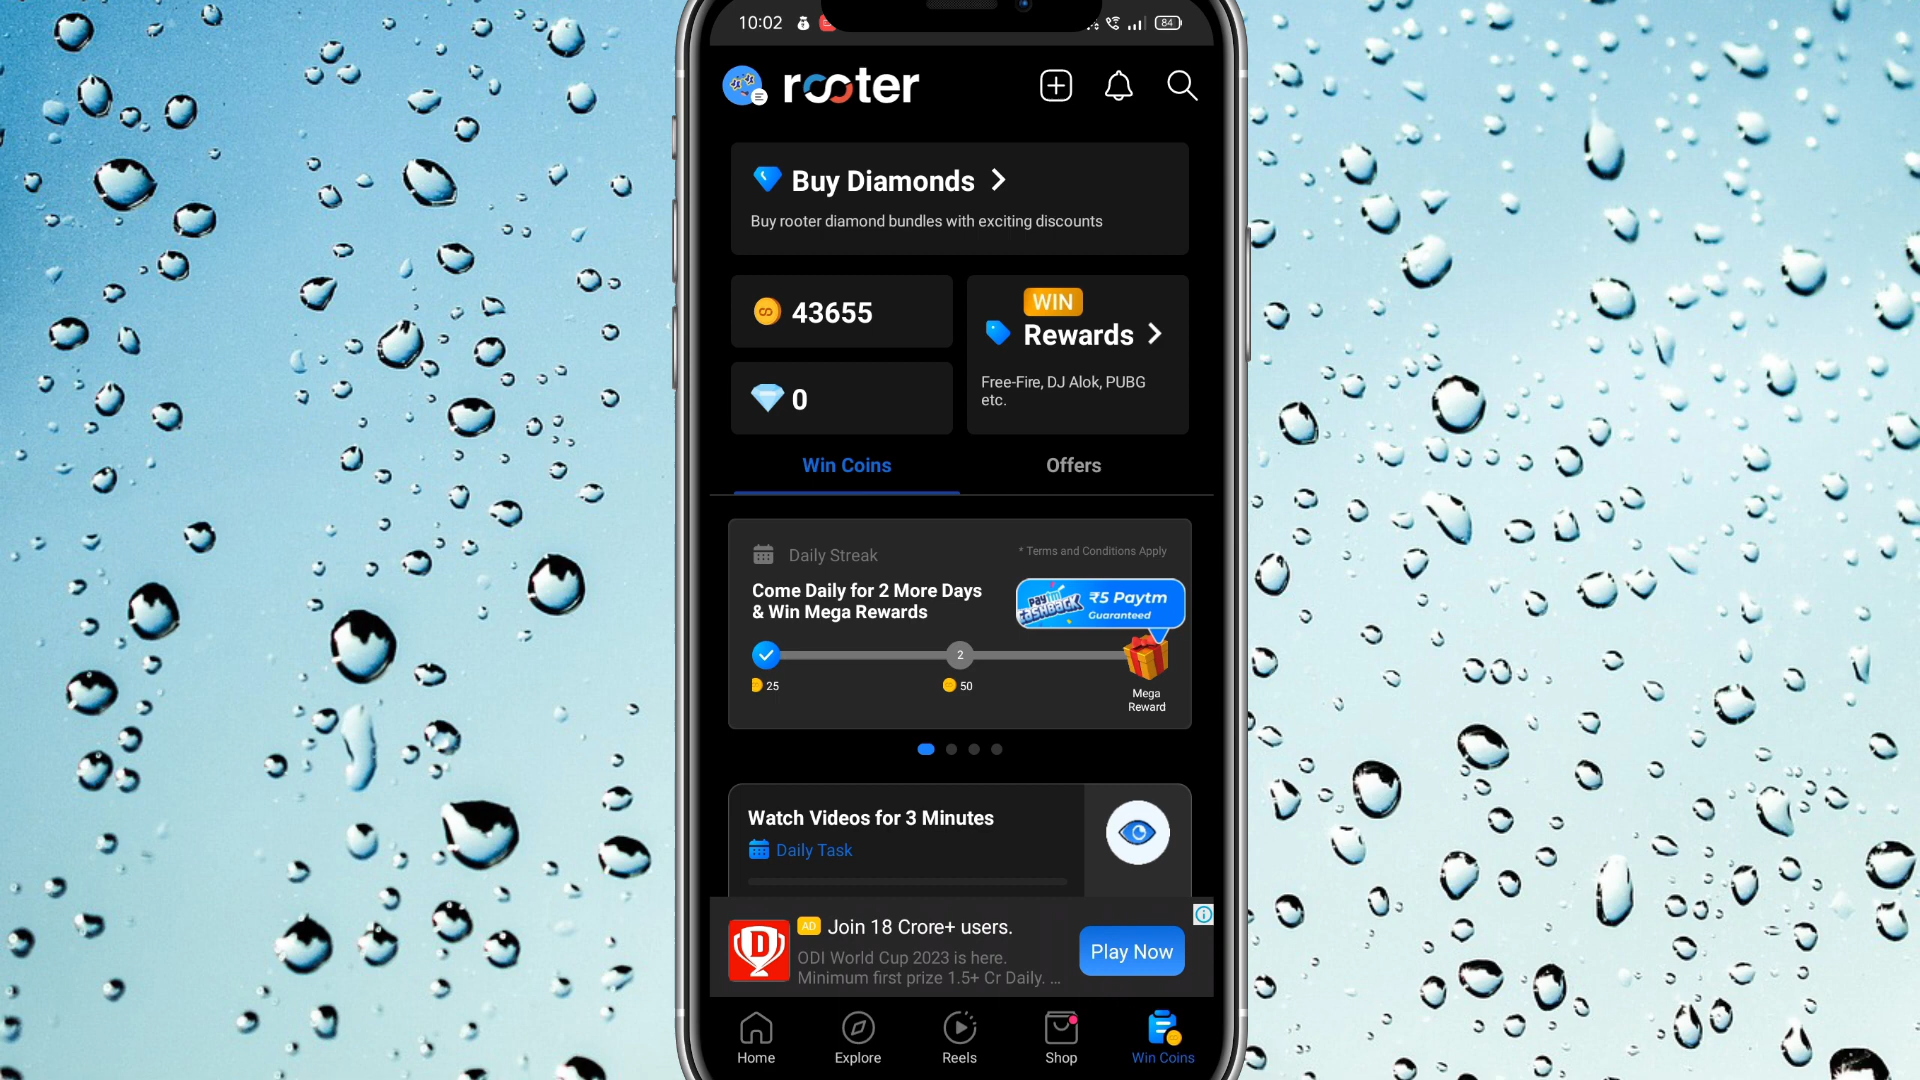 10:02
84
rooter
Buy Diamonds
Buy rooter diamond bundles with exciting discounts
43655
WIN
Rewards
Free-Fire, DJ Alok, PUBG
etc.
0
Win Coins
Offers
Daily Streak
* Terms and Conditions Apply
Come Daily for 2 More Days
& Win Mega Rewards
paytm
CASHBACK
₹5 Paytm
Guaranteed
2
25
50
Mega
Reward
Watch Videos for 3 Minutes
Daily Task
D
AD Join 18 Crore+ users.
ODI World Cup 2023 is here.
Minimum first prize 1.5+ Cr Daily. ...
Play Now
Home
Explore
Reels
Shop
Win Coins